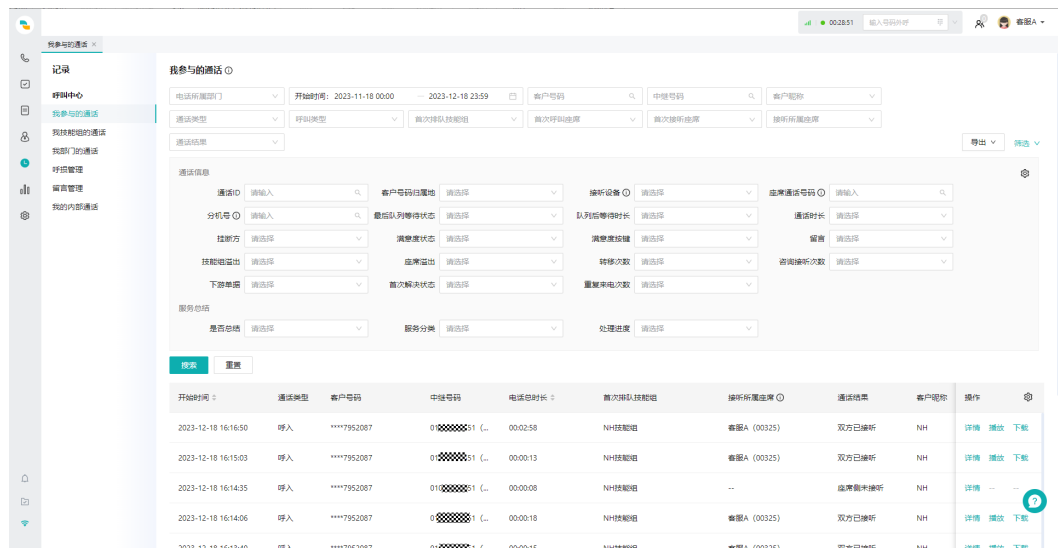 00:28:51 输入号码外呼 客服A
我参与的通话 ×
记录
呼叫中心
我参与的通话
我技能组的通话
我部门的通话
呼损管理
留言管理
我的内部通话
我参与的通话
电话所属部门 开始时间: 2023-11-18 00:00 — 2023-12-18 23:59 客户号码 中继号码 客户昵称
通话类型 呼叫类型 首次排队技能组 首次呼叫座席 首次接听座席 接听所属座席
通话结果 导出 筛选
通话信息
通话ID 请输入 客户号码归属地 请选择 接听设备 请选择 座席通话号码 请输入
分机号 请输入 最后队列等待状态 请选择 队列后等待时长 请选择 通话时长 请选择
挂断方 请选择 满意度状态 请选择 满意度按键 请选择 留言 请选择
技能组溢出 请选择 座席溢出 请选择 转移次数 请选择 咨询接听次数 请选择
下游单据 请选择 首次解决状态 请选择 重复来电次数 请选择
服务总结
是否总结 请选择 服务分类 请选择 处理进度 请选择
搜索 重置
开始时间 通话类型 客户号码 中继号码 电话总时长 首次排队技能组 接听所属座席 通话结果 客户昵称 操作
2023-12-18 16:16:50 呼入 ****7952087 01 51 (... 00:02:58 NH技能组 客服A (00325) 双方已接听 NH 详情 播放 下载
2023-12-18 16:15:03 呼入 ****7952087 01 51 (... 00:00:13 NH技能组 客服A (00325) 双方已接听 NH 详情 播放 下载
2023-12-18 16:14:35 呼入 ****7952087 010 51 (... 00:00:08 NH技能组 -- 座席侧未接听 NH 详情 -- --
2023-12-18 16:14:06 呼入 ****7952087 0 1 (... 00:00:18 NH技能组 客服A (00325) 双方已接听 NH 详情 播放 下载